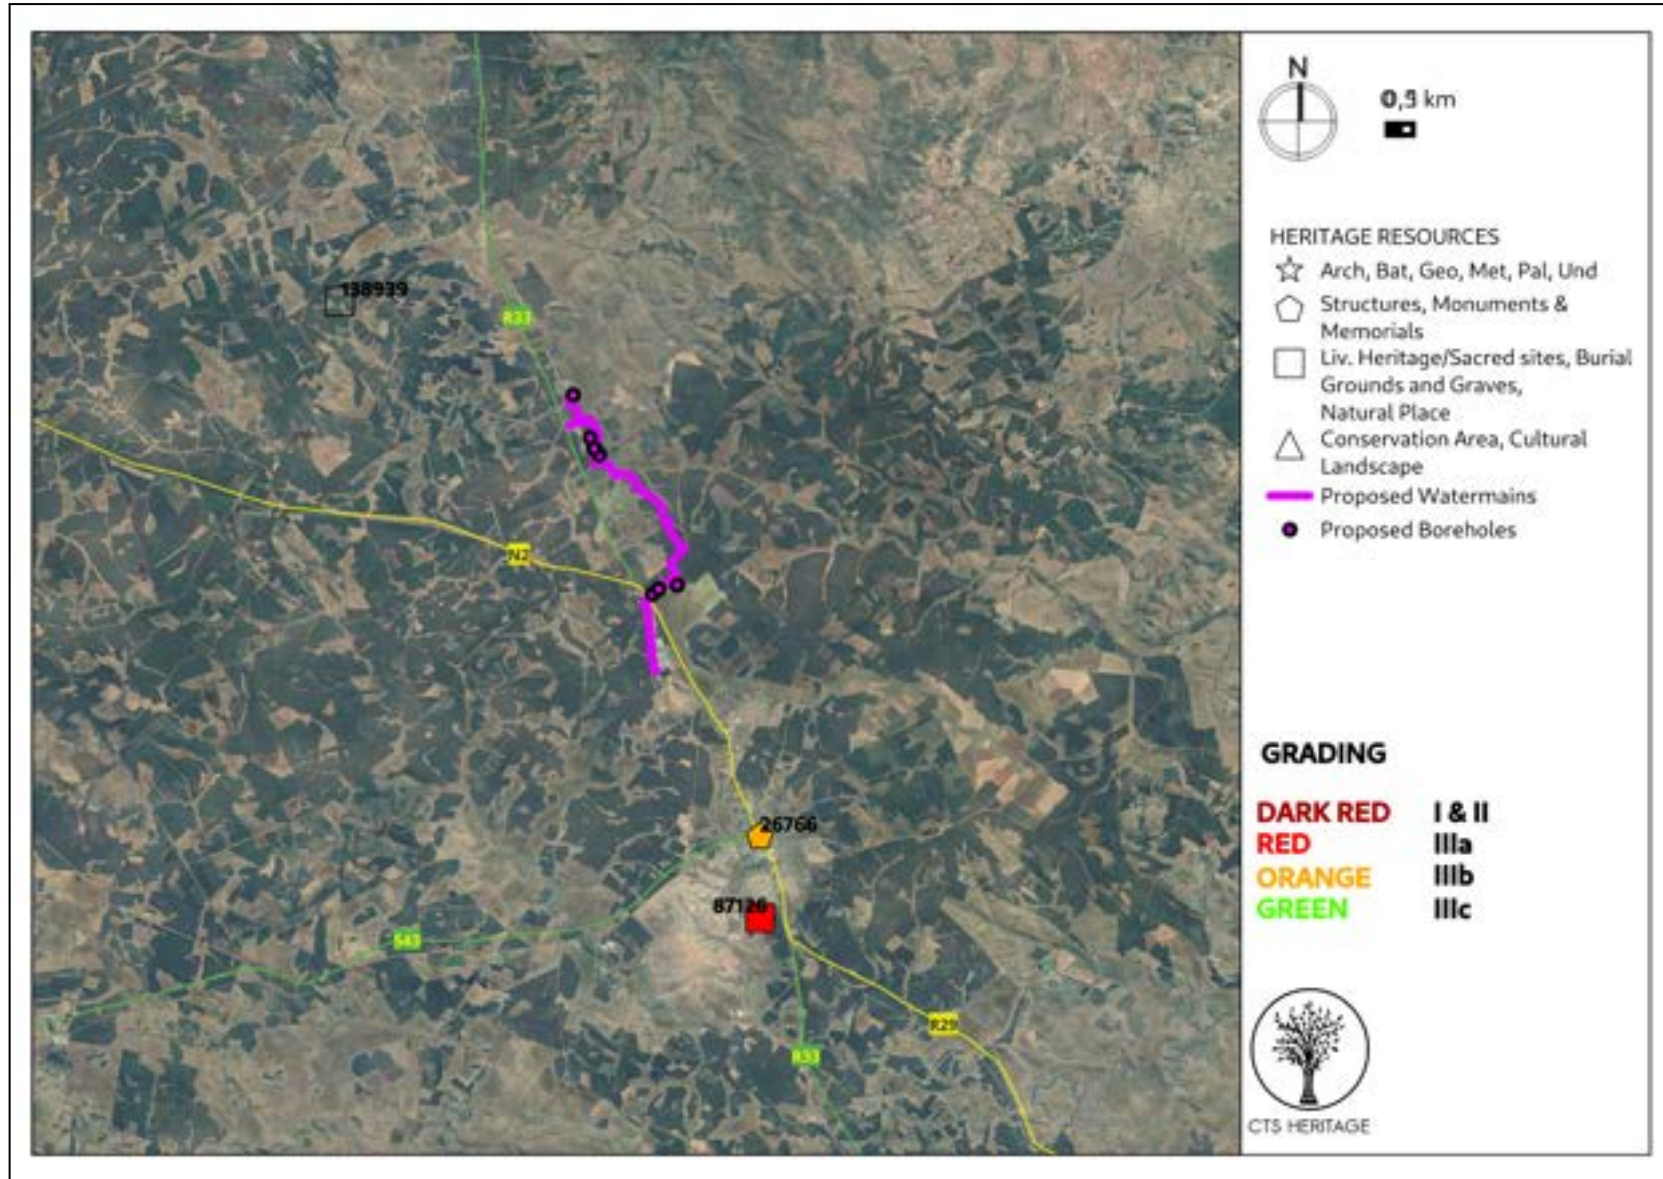 N
0,5 km
HERITAGE RESOURCES
Arch, Bat, Geo, Met, Pal, Und
Structures, Monuments &
Memorials
Liv. Heritage/Sacred sites, Burial
Grounds and Graves,
Natural Place
Conservation Area, Cultural
Landscape
Proposed Watermains
Proposed Boreholes
GRADING
DARK RED I & II
RED IIIa
ORANGE IIIb
GREEN IIIc
CTS HERITAGE
138939
R33
N2
26766
87126
543
R29
R33